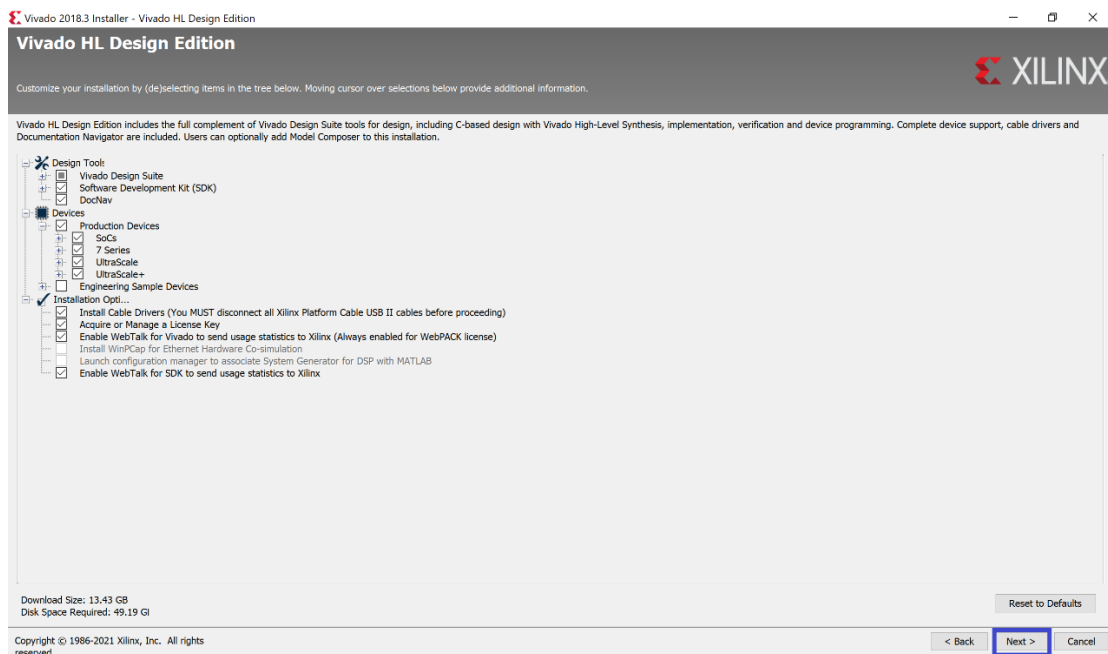 Vivado 2018.3 Installer - Vivado HL Design Edition
Vivado HL Design Edition
XILINX
Customize your installation by (de)selecting items in the tree below. Moving cursor over selections below provide additional information.
Vivado HL Design Edition includes the full complement of Vivado Design Suite tools for design, including C-based design with Vivado High-Level Synthesis, implementation, verification and device programming. Complete device support, cable drivers and
Documentation Navigator are included. Users can optionally add Model Composer to this installation.
Design Tools
Vivado Design Suite
Software Development Kit (SDK)
DocNav
Devices
Production Devices
SoCs
7 Series
UltraScale
UltraScale+
Engineering Sample Devices
Installation Opti...
Install Cable Drivers (You MUST disconnect all Xilinx Platform Cable USB II cables before proceeding)
Acquire or Manage a License Key
Enable WebTalk for Vivado to send usage statistics to Xilinx (Always enabled for WebPACK license)
Install WinPCap for Ethernet Hardware Co-simulation
Launch configuration manager to associate System Generator for DSP with MATLAB
Enable WebTalk for SDK to send usage statistics to Xilinx
Download Size: 13.43 GB
Disk Space Required: 49.19 GI
Reset to Defaults
Copyright © 1986-2021 Xilinx, Inc. All rights
reserved
< Back
Next >
Cancel